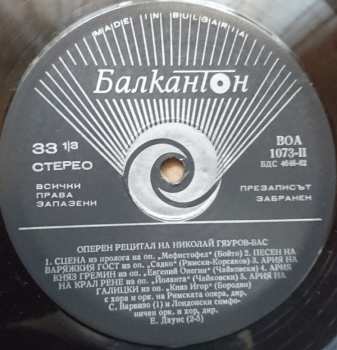 MADE IN BULGARIA
Балкантон
33 1/3
СТЕРЕО
ВОА
1073-II
БДС 4646-62
ВСИЧКИ
ПРАВА
ЗАПАЗЕНИ
ПРЕЗАПИСЪТ
ЗАБРАНЕН
ОПЕРЕН РЕЦИТАЛ НА НИКОЛАЙ ГЯУРОВ-БАС
1. СЦЕНА из пролога на оп. „Мефистофел" (Бойто) 2. ПЕСЕН НА
ВАРЯЖКИЯ ГОСТ из оп. „Садко" (Римски-Корсаков) 3. АРИЯ НА
КНЯЗ ГРЕМИН из оп. „Евгений Онегин" (Чайковски) 4. АРИЯ
НА КРАЛ РЕНЕ из оп. „Йоланта" (Чайковски) 5. АРИЯ НА
ГАЛИЦКИ из оп. „Княз Игор" (Бородин)
с хора и орк. на Римската опера, дир.
С. Варвизо (1) и Лондонски симфо-
ничен орк. и хор, дир.
Е. Даунс (2-5)